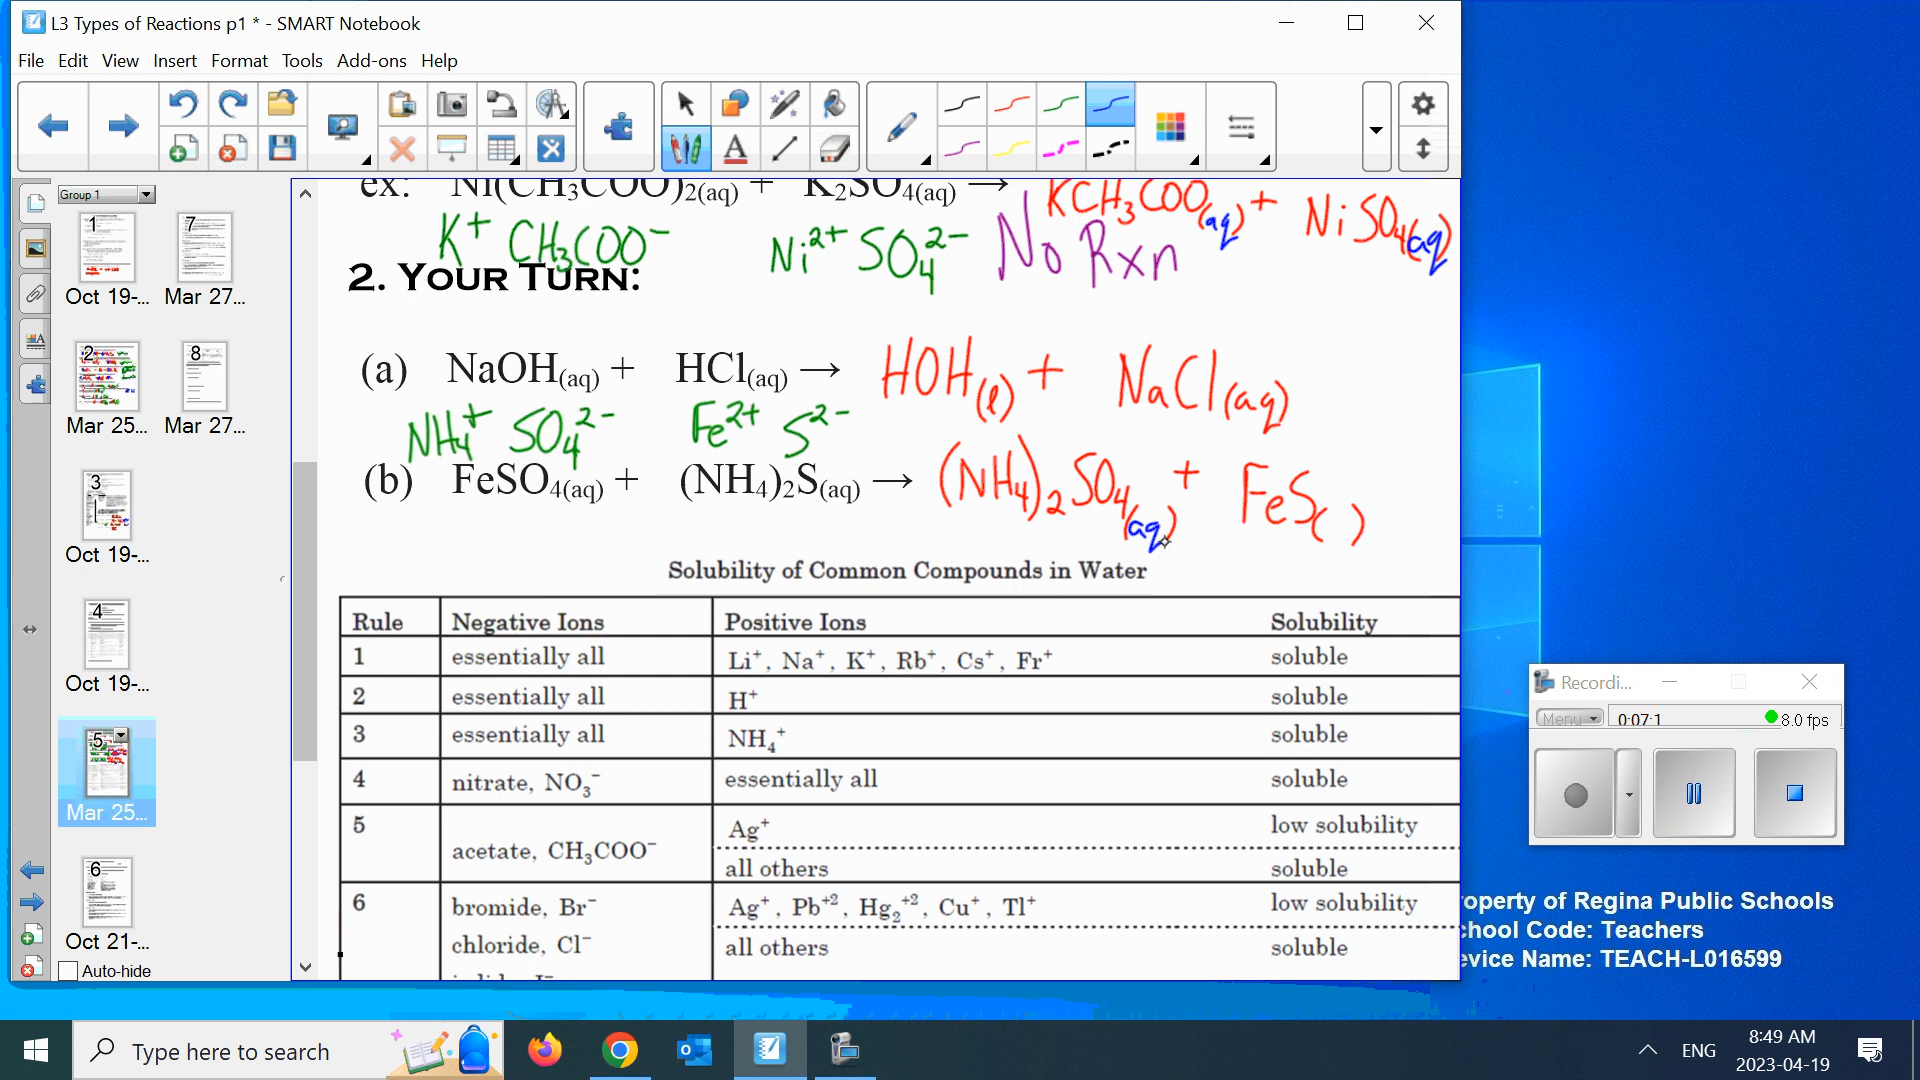 L3 Types of Reactions p1 * - SMART Notebook
File Edit View Insert Format Tools Add-ons Help
Group 1
1
7
Oct 19-... Mar 27...
2
8
Mar 25... Mar 27...
3
Oct 19-...
4
Oct 19-...
5
Mar 25...
6
Oct 21-...
Auto-hide
ex: Ni(CH3COO)2(aq) + K2SO4(aq) → KCH3COO(aq) + NiSO4(aq)
K+ CH3COO− Ni2+ SO42− No Rxn
2. YOUR TURN:
(a) NaOH(aq) + HCl(aq) → HOH(l) + NaCl(aq)
NH4+ SO42− Fe2+ S2−
(b) FeSO4(aq) + (NH4)2S(aq) → (NH4)2SO4(aq) + FeS( )
Solubility of Common Compounds in Water
Rule Negative Ions Positive Ions Solubility
1 essentially all Li+, Na+, K+, Rb+, Cs+, Fr+ soluble
2 essentially all H+ soluble
3 essentially all NH4+ soluble
4 nitrate, NO3− essentially all soluble
5 acetate, CH3COO− Ag+ low solubility
all others soluble
6 bromide, Br− Ag+, Pb+2, Hg2+2, Cu+, Tl+ low solubility
chloride, Cl− all others soluble
Recordi...
Menu 0:07:1 8.0 fps
operty of Regina Public Schools
chool Code: Teachers
evice Name: TEACH-L016599
Type here to search
ENG
8:49 AM
2023-04-19